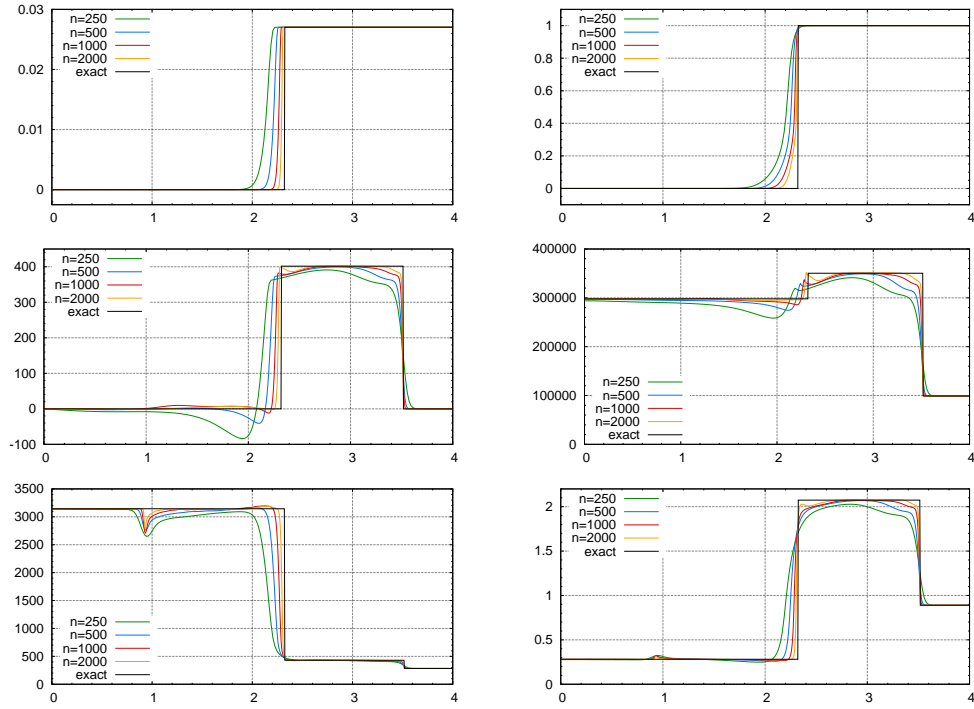 0.03
0.02
0.01
0
0 1 2 3 4
n=250
n=500
n=1000
n=2000
exact
1
0.8
0.6
0.4
0.2
0
0 1 2 3 4
n=250
n=500
n=1000
n=2000
exact
400
300
200
100
0
-100
0 1 2 3 4
n=250
n=500
n=1000
n=2000
exact
400000
300000
200000
100000
0
0 1 2 3 4
n=250
n=500
n=1000
n=2000
exact
3500
3000
2500
2000
1500
1000
500
0
0 1 2 3 4
n=250
n=500
n=1000
n=2000
exact
2
1.5
1
0.5
0
0 1 2 3 4
n=250
n=500
n=1000
n=2000
exact